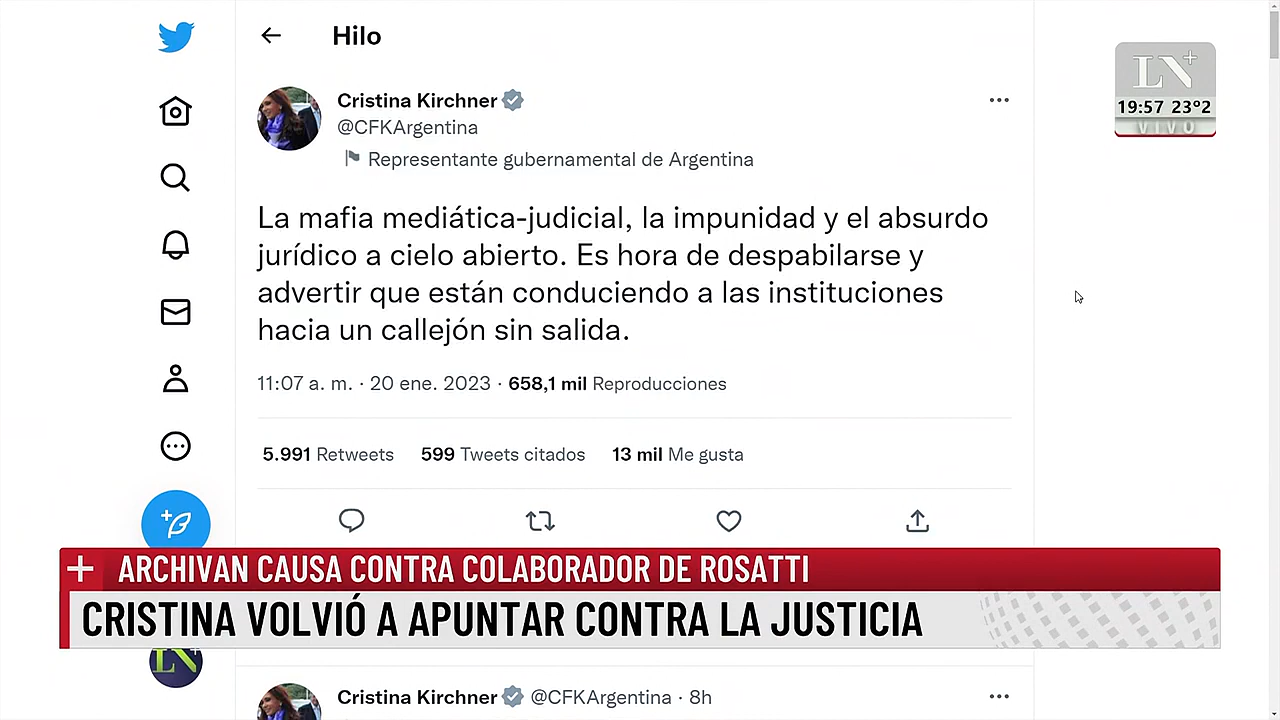 Hilo
Cristina Kirchner
@CFKArgentina
Representante gubernamental de Argentina
LN+
19:57 23º2
VIVO
La mafia mediática-judicial, la impunidad y el absurdo
jurídico a cielo abierto. Es hora de despabilarse y
advertir que están conduciendo a las instituciones
hacia un callejón sin salida.
11:07 a. m. · 20 ene. 2023 · 658,1 mil Reproducciones
5.991 Retweets 599 Tweets citados 13 mil Me gusta
ARCHIVAN CAUSA CONTRA COLABORADOR DE ROSATTI
CRISTINA VOLVIÓ A APUNTAR CONTRA LA JUSTICIA
LN+
Cristina Kirchner @CFKArgentina · 8h